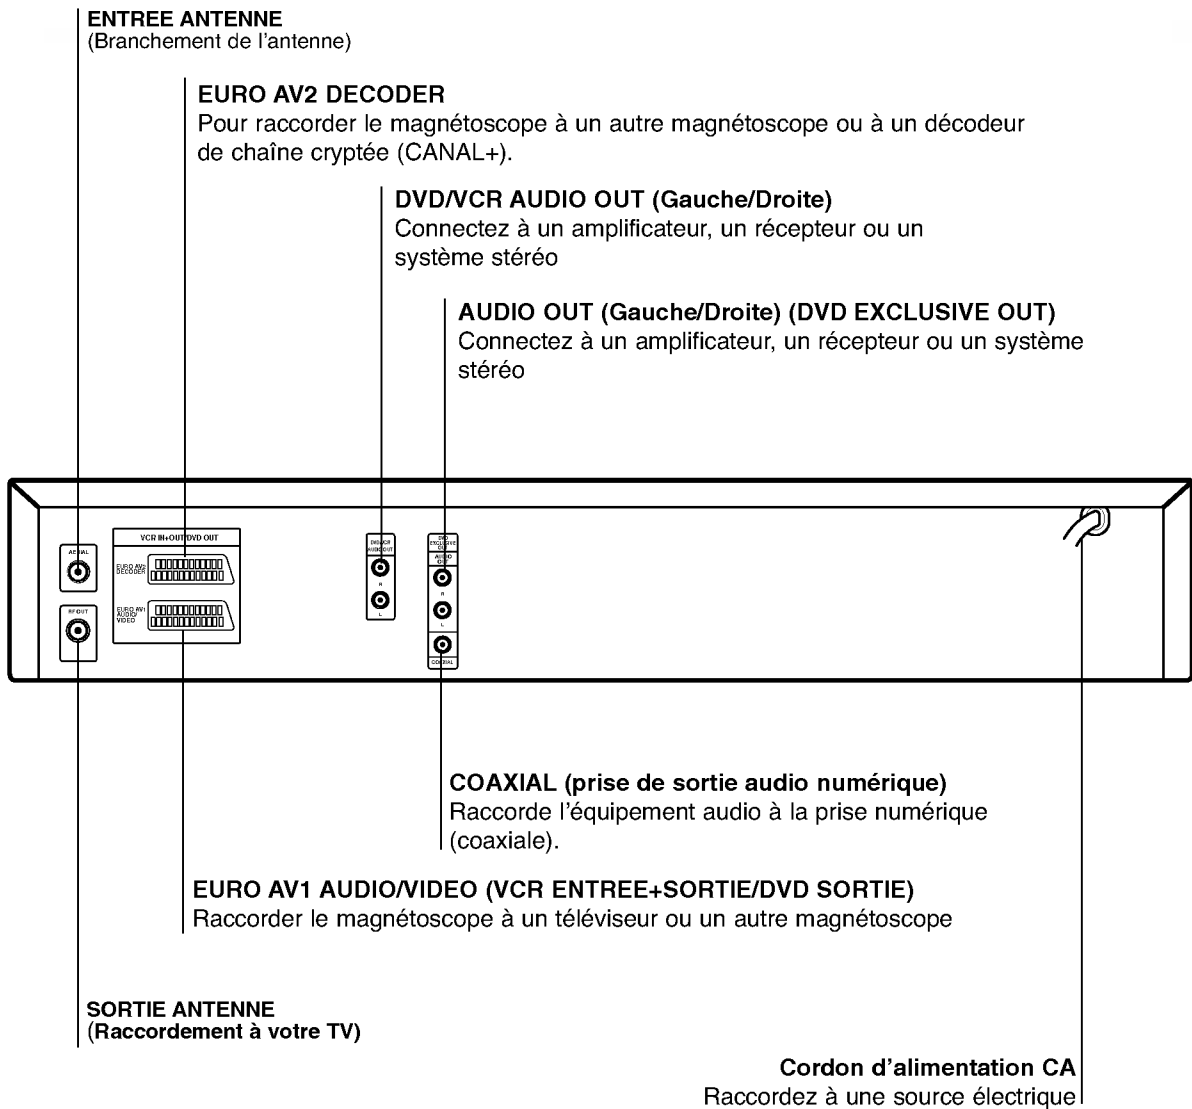 ENTREE ANTENNE
(Branchement de l'antenne)
EURO AV2 DECODER
Pour raccorder le magnétoscope à un autre magnétoscope ou à un décodeur
de chaîne cryptée (CANAL+).
DVD/VCR AUDIO OUT (Gauche/Droite)
Connectez à un amplificateur, un récepteur ou un
système stéréo
AUDIO OUT (Gauche/Droite) (DVD EXCLUSIVE OUT)
Connectez à un amplificateur, un récepteur ou un système
stéréo
AERIAL
RF OUT
VCR IN+OUT/DVD OUT
EURO AV2
DECODER
EURO AV1
AUDIO/
VIDEO
DVD/VCR
AUDIO OUT
R
L
DVD
EXCLUSIVE
OUT
AUDIO
OUT
R
L
COAXIAL
COAXIAL (prise de sortie audio numérique)
Raccorde l'équipement audio à la prise numérique
(coaxiale).
EURO AV1 AUDIO/VIDEO (VCR ENTREE+SORTIE/DVD SORTIE)
Raccorder le magnétoscope à un téléviseur ou un autre magnétoscope
SORTIE ANTENNE
(Raccordement à votre TV)
Cordon d'alimentation CA
Raccordez à une source électrique